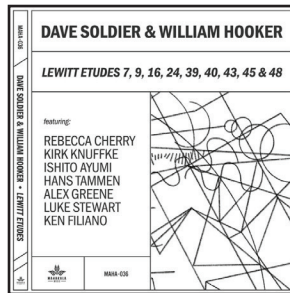 MAHA-036
DAVE SOLDIER & WILLIAM HOOKER • LEWITT ETUDES
DAVE SOLDIER & WILLIAM HOOKER
LEWITT ETUDES 7, 9, 16, 24, 39, 40, 43, 45 & 48
featuring:
REBECCA CHERRY
KIRK KNUFFKE
ISHITO AYUMI
HANS TAMMEN
ALEX GREENE
LUKE STEWART
KEN FILIANO
MAHAKALA
MAHA-036